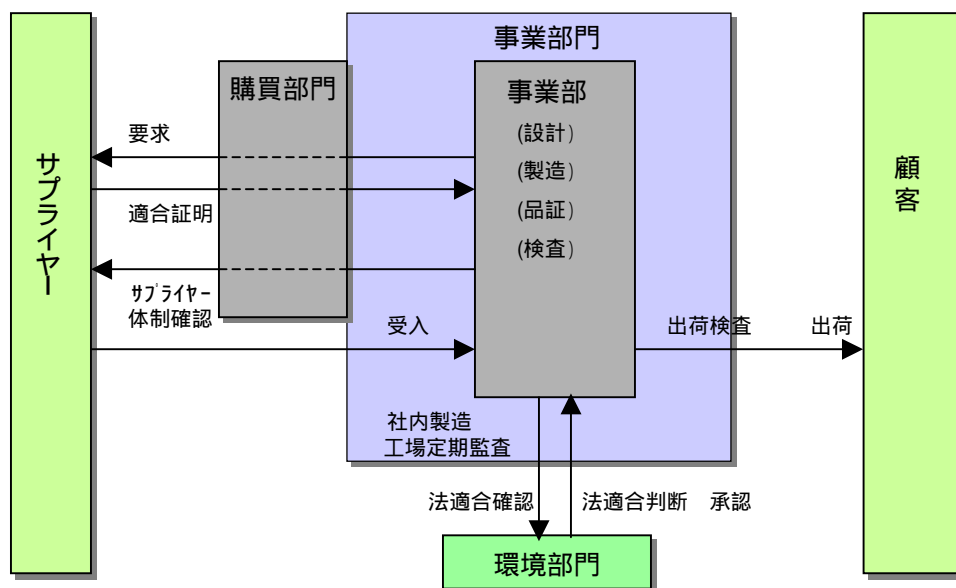 事業部門
購買部門
事業部
(設計)
(製造)
(品証)
(検査)
サプライヤー
顧客
要求
適合証明
ｻﾌﾟﾗｲﾔｰ
体制確認
受入
出荷検査
出荷
社内製造
工場定期監査
法適合確認
法適合判断 承認
環境部門